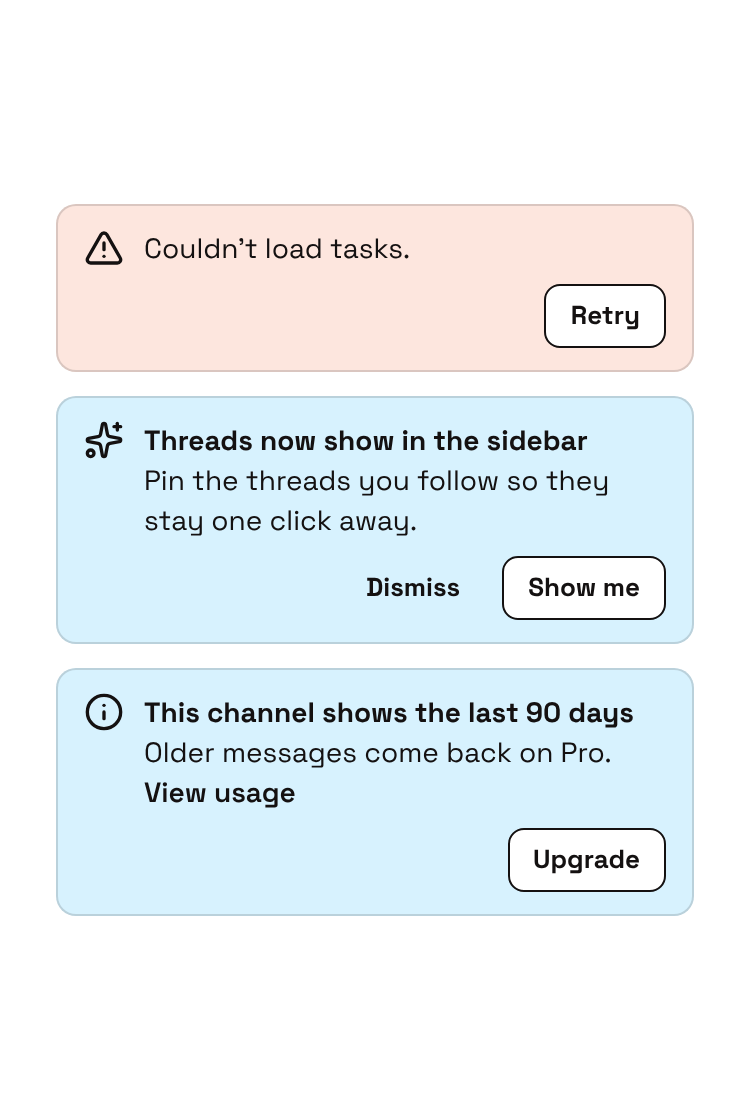 Couldn’t load tasks.
Retry
Threads now show in the sidebar
Pin the threads you follow so they
stay one click away.
Dismiss
Show me
This channel shows the last 90 days
Older messages come back on Pro.
View usage
Upgrade